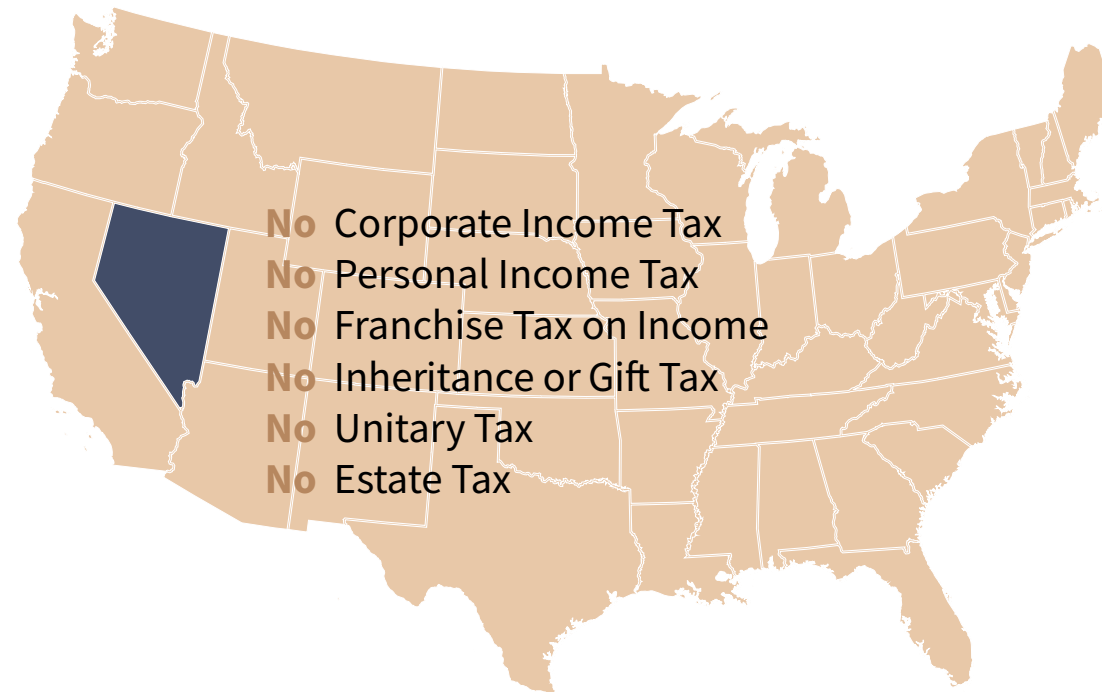 No Corporate Income Tax
No Personal Income Tax
No Franchise Tax on Income
No Inheritance or Gift Tax
No Unitary Tax
No Estate Tax